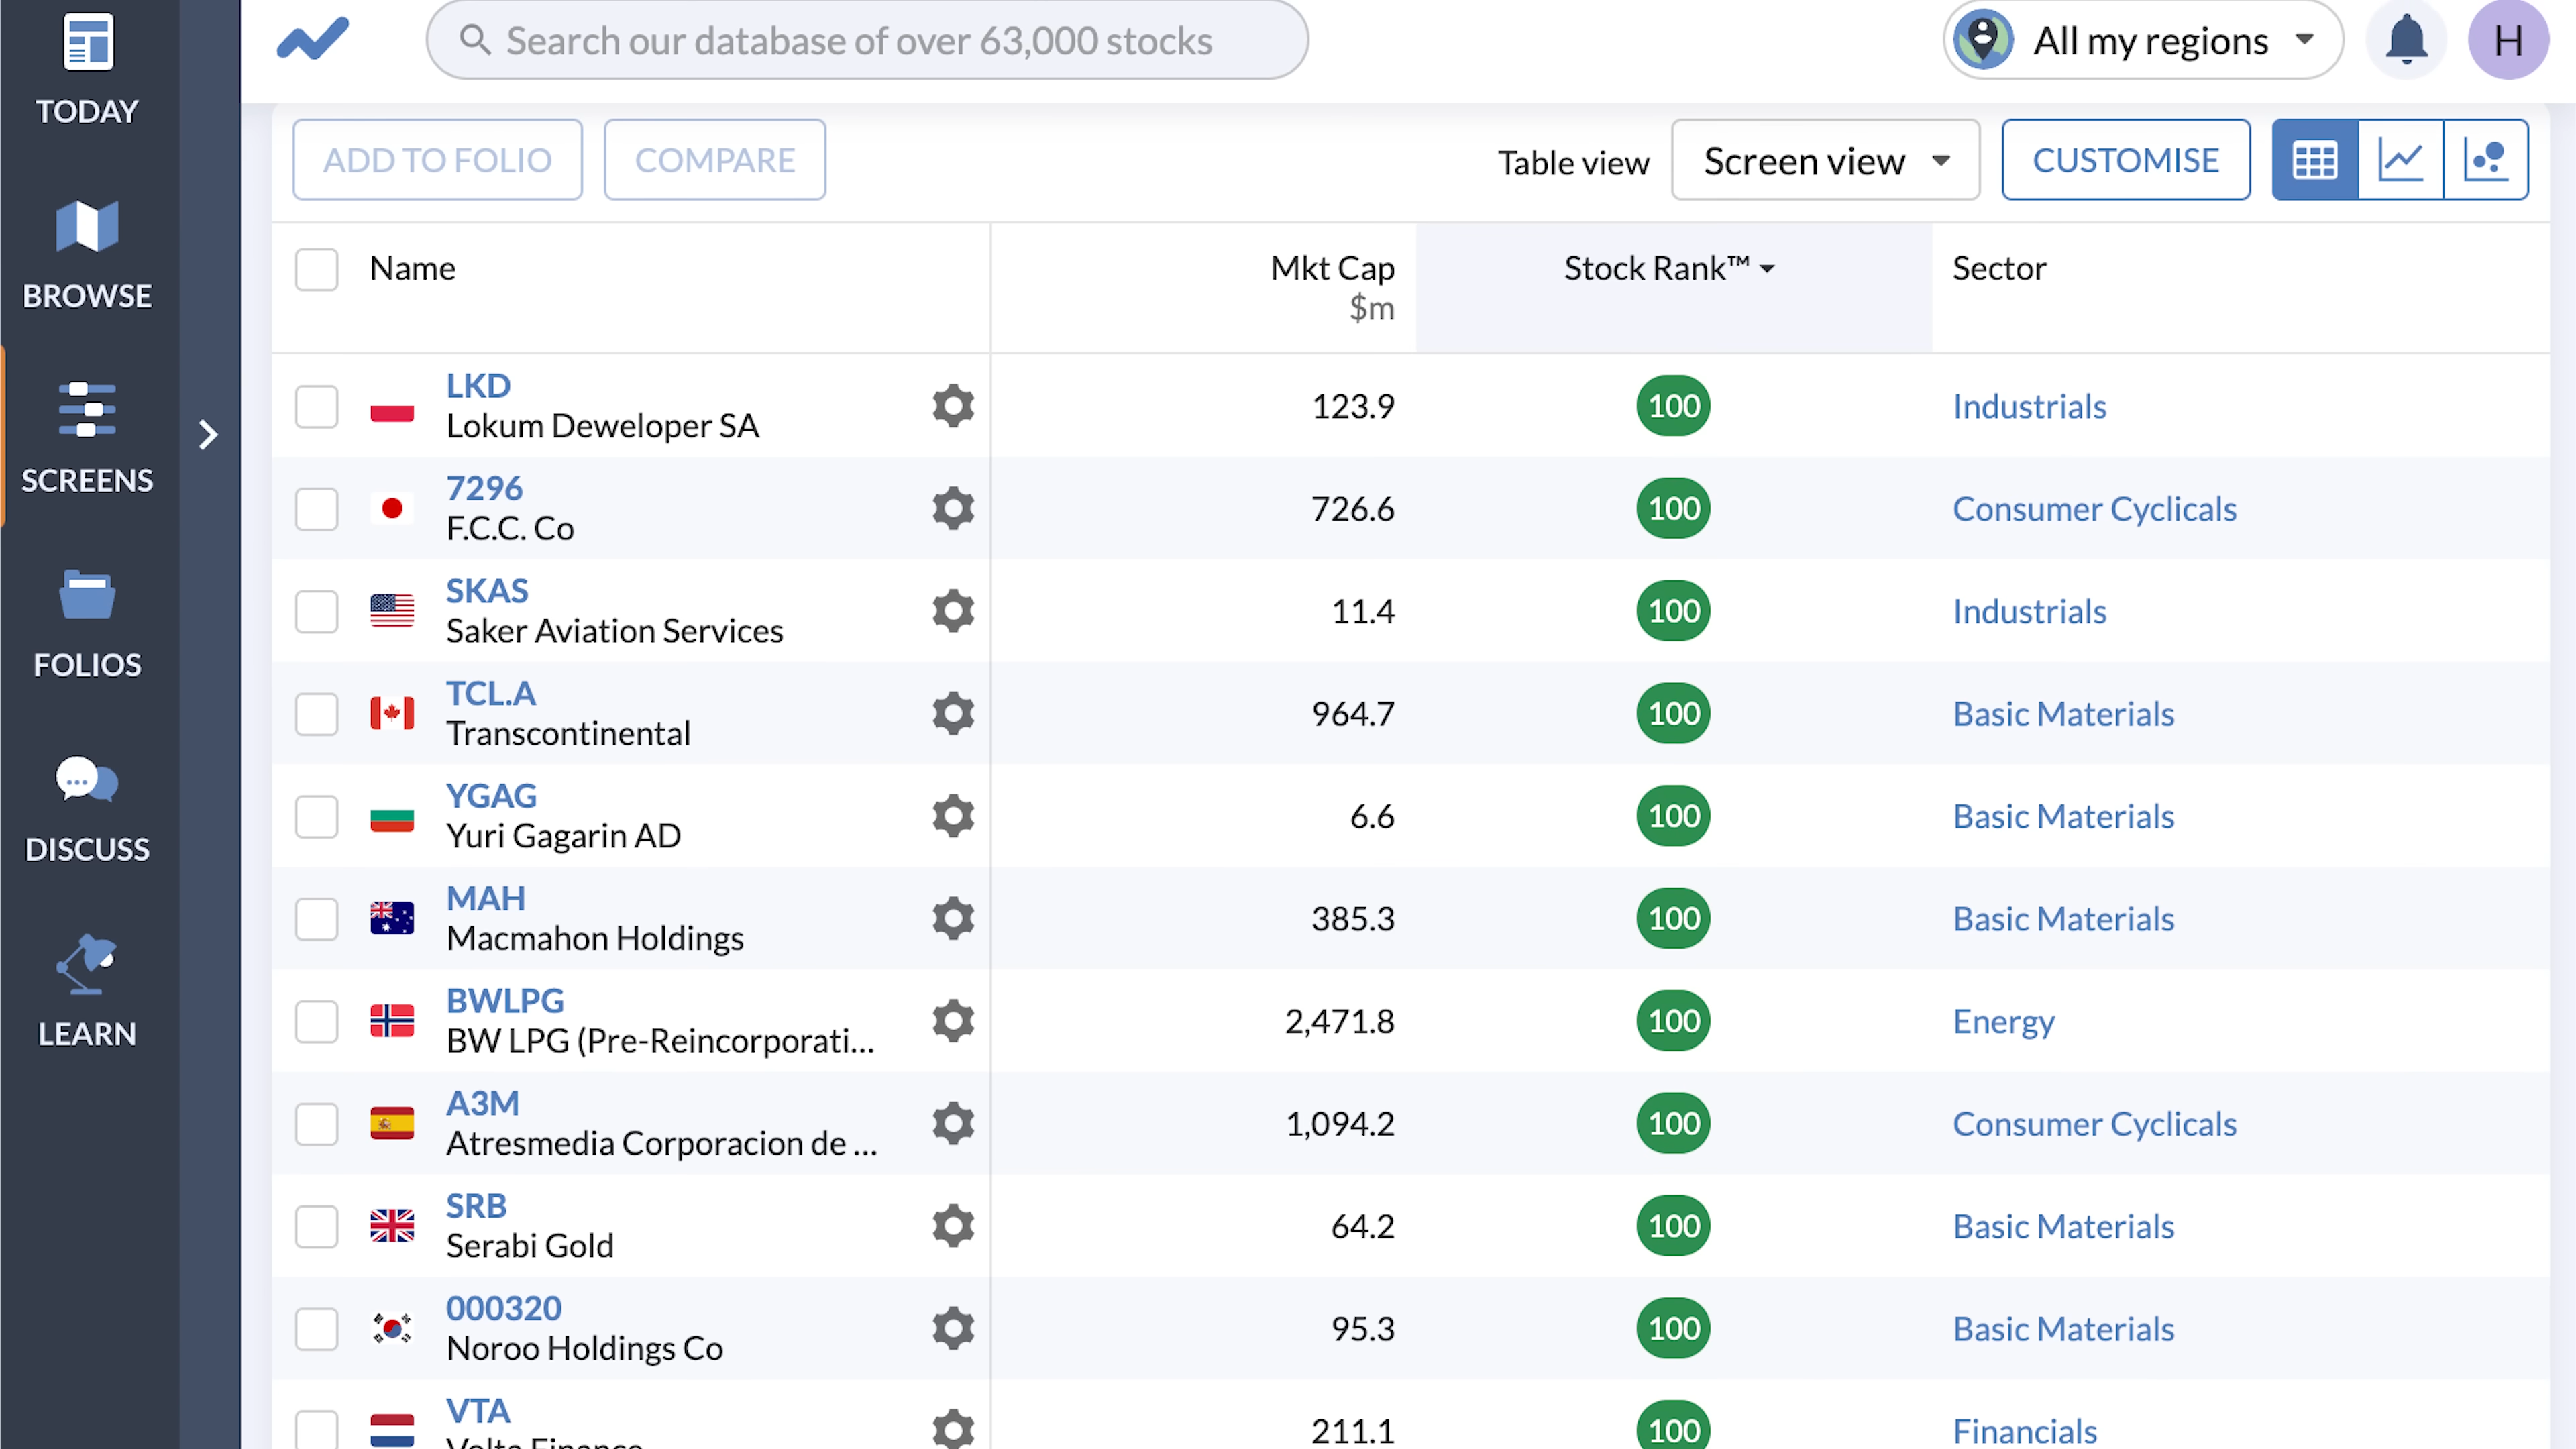 TODAY
BROWSE
SCREENS
FOLIOS
DISCUSS
LEARN
Search our database of over 63,000 stocks
All my regions
H
ADD TO FOLIO
COMPARE
Table view
Screen view
CUSTOMISE
Name
Mkt Cap
$m
Stock Rank™
Sector
LKD
Lokum Deweloper SA
123.9
100
Industrials
7296
F.C.C. Co
726.6
100
Consumer Cyclicals
SKAS
Saker Aviation Services
11.4
100
Industrials
TCL.A
Transcontinental
964.7
100
Basic Materials
YGAG
Yuri Gagarin AD
6.6
100
Basic Materials
MAH
Macmahon Holdings
385.3
100
Basic Materials
BWLPG
BW LPG (Pre-Reincorporati...
2,471.8
100
Energy
A3M
Atresmedia Corporacion de ...
1,094.2
100
Consumer Cyclicals
SRB
Serabi Gold
64.2
100
Basic Materials
000320
Noroo Holdings Co
95.3
100
Basic Materials
VTA
Volta Finance
211.1
100
Financials